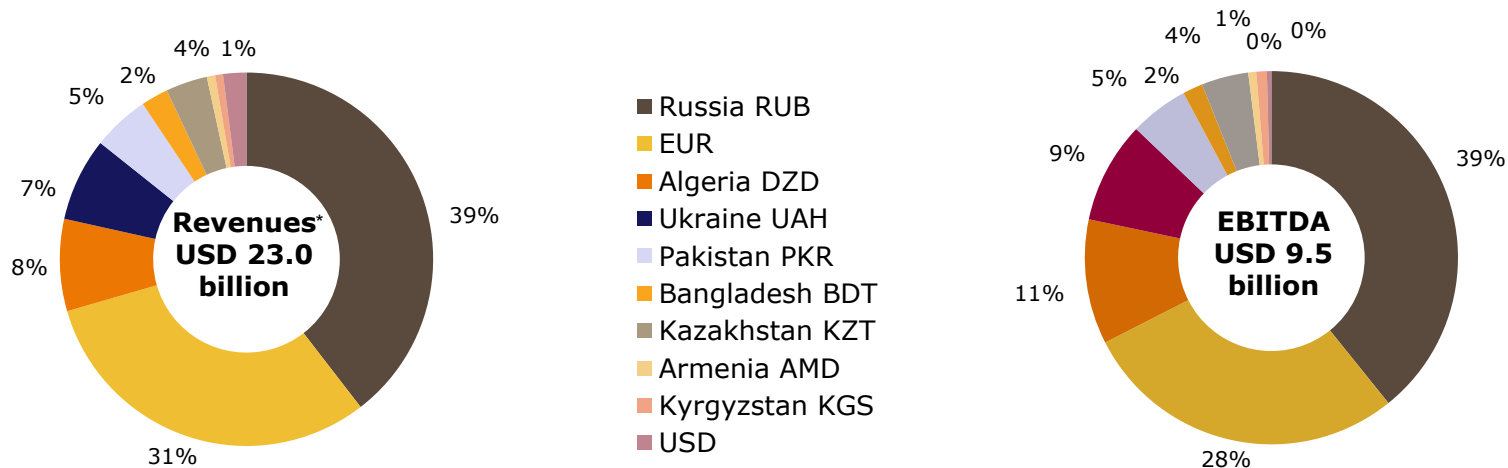 4%
1%
2%
5%
7%
8%
31%
39%
Revenues*
USD 23.0
billion
Russia RUB
EUR
Algeria DZD
Ukraine UAH
Pakistan PKR
Bangladesh BDT
Kazakhstan KZT
Armenia AMD
Kyrgyzstan KGS
USD
1%
0%
0%
4%
2%
5%
9%
11%
28%
39%
EBITDA
USD 9.5
billion